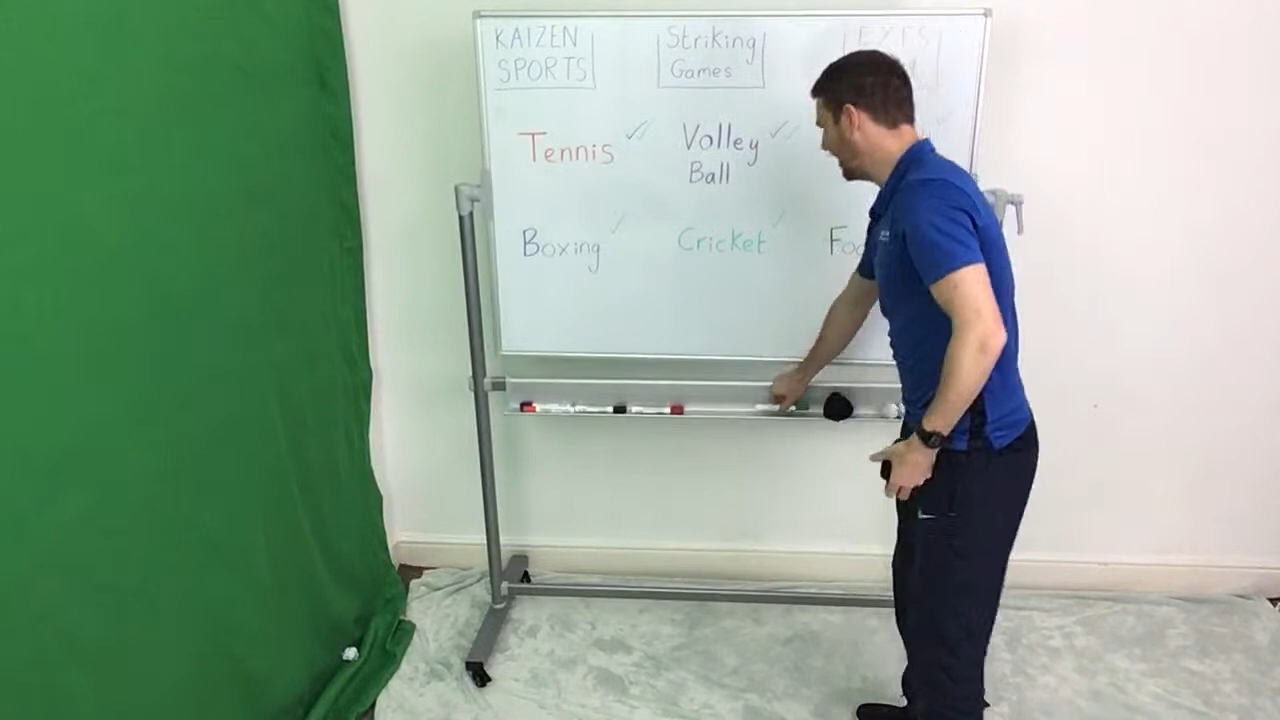 KAIZEN
SPORTS
Striking
Games
Tennis
Volley
Ball
Boxing
Cricket